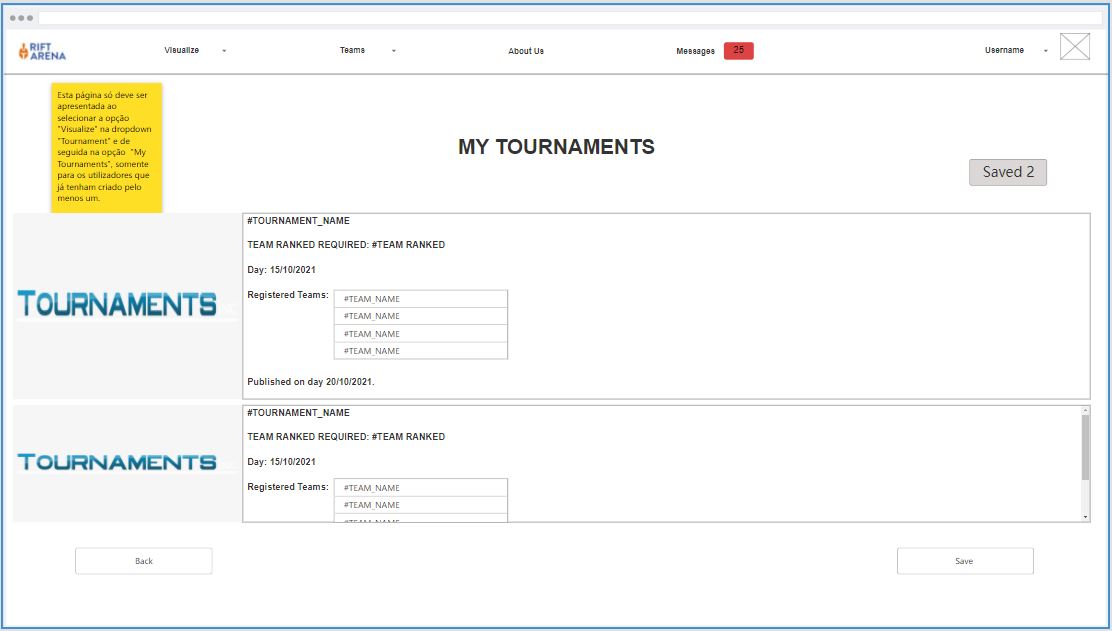 RIFT
ARENA
Visualize
Teams
About Us
Messages
25
Username
Esta página só deve ser
apresentada ao
selecionar a opção
"Visualize" na dropdown
"Tournament" e de
seguida na opção "My
Tournaments", somente
para os utilizadores que
já tenham criado pelo
menos um.
MY TOURNAMENTS
Saved 2
TOURNAMENTS
#TOURNAMENT_NAME
TEAM RANKED REQUIRED: #TEAM RANKED
Day: 15/10/2021
Registered Teams:
#TEAM_NAME
#TEAM_NAME
#TEAM_NAME
#TEAM_NAME
Published on day 20/10/2021.
TOURNAMENTS
#TOURNAMENT_NAME
TEAM RANKED REQUIRED: #TEAM RANKED
Day: 15/10/2021
Registered Teams:
#TEAM_NAME
#TEAM_NAME
#TEAM_NAME
Back
Save